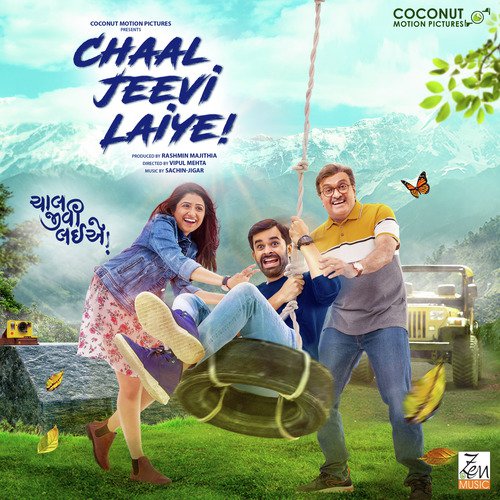 COCONUT MOTION PICTURES
PRESENTS
CHAAL
JEEVI
LAIYE!
PRODUCED BY RASHMIN MAJITHIA
DIRECTED BY VIPUL MEHTA
MUSIC BY SACHIN-JIGAR
COCONUT
MOTION PICTURES
ચાલ
જીવી
લઈએ!
Zen
MUSIC